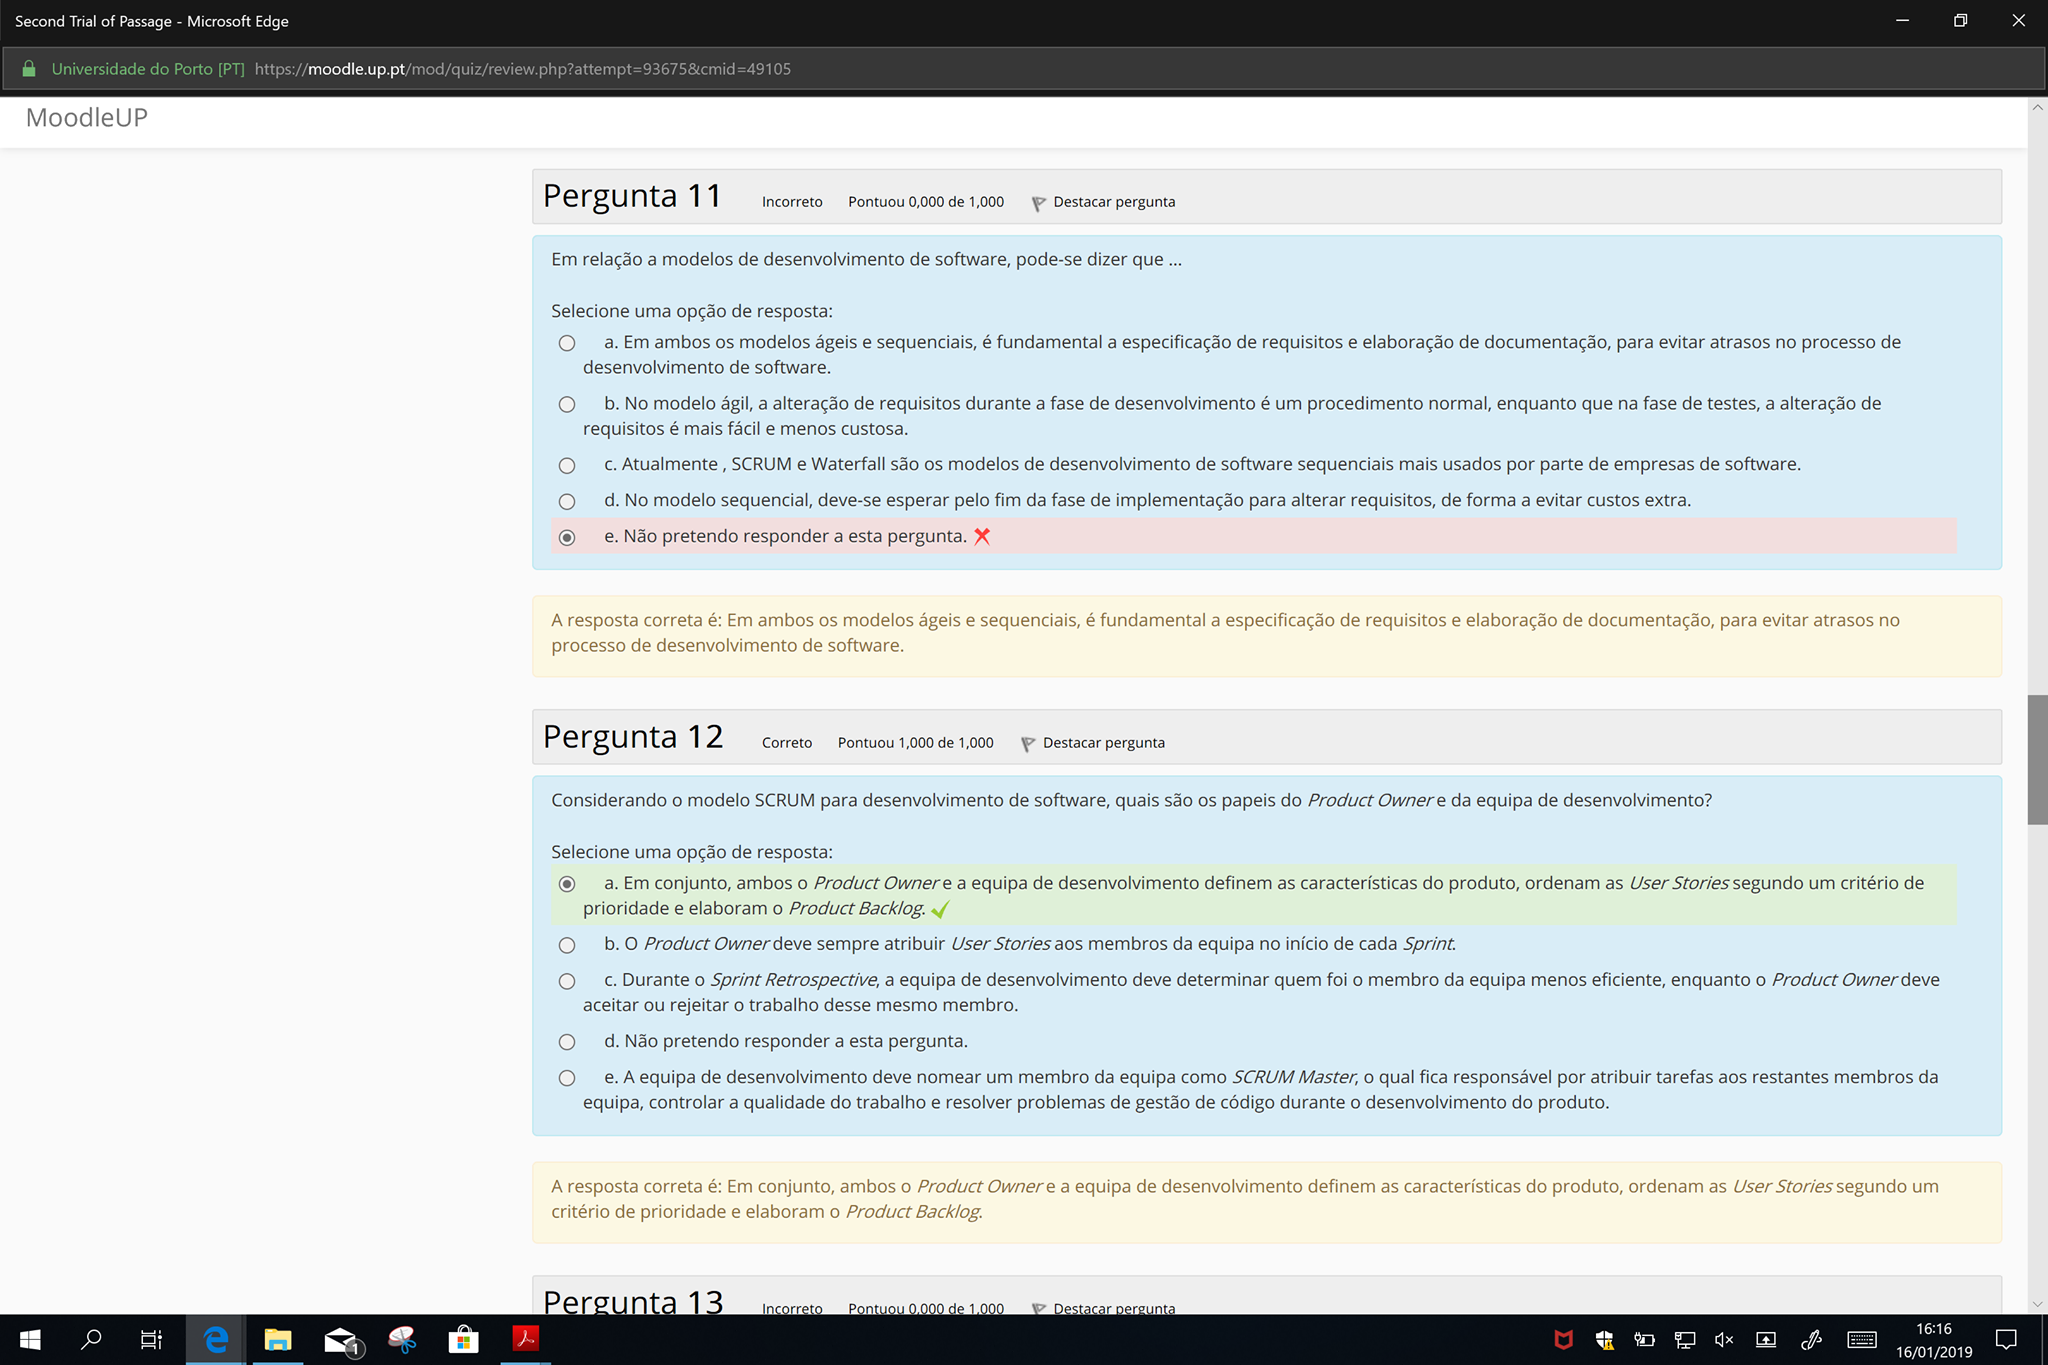 Second Trial of Passage - Microsoft Edge
Universidade do Porto [PT] https://moodle.up.pt/mod/quiz/review.php?attempt=93675&cmid=49105
MoodleUP
Pergunta 11 Incorreto Pontuou 0,000 de 1,000 Destacar pergunta
Em relação a modelos de desenvolvimento de software, pode-se dizer que ...
Selecione uma opção de resposta:
a. Em ambos os modelos ágeis e sequenciais, é fundamental a especificação de requisitos e elaboração de documentação, para evitar atrasos no processo de
desenvolvimento de software.
b. No modelo ágil, a alteração de requisitos durante a fase de desenvolvimento é um procedimento normal, enquanto que na fase de testes, a alteração de
requisitos é mais fácil e menos custosa.
c. Atualmente , SCRUM e Waterfall são os modelos de desenvolvimento de software sequenciais mais usados por parte de empresas de software.
d. No modelo sequencial, deve-se esperar pelo fim da fase de implementação para alterar requisitos, de forma a evitar custos extra.
e. Não pretendo responder a esta pergunta.
A resposta correta é: Em ambos os modelos ágeis e sequenciais, é fundamental a especificação de requisitos e elaboração de documentação, para evitar atrasos no
processo de desenvolvimento de software.
Pergunta 12 Correto Pontuou 1,000 de 1,000 Destacar pergunta
Considerando o modelo SCRUM para desenvolvimento de software, quais são os papeis do Product Owner e da equipa de desenvolvimento?
Selecione uma opção de resposta:
a. Em conjunto, ambos o Product Owner e a equipa de desenvolvimento definem as características do produto, ordenam as User Stories segundo um critério de
prioridade e elaboram o Product Backlog.
b. O Product Owner deve sempre atribuir User Stories aos membros da equipa no início de cada Sprint.
c. Durante o Sprint Retrospective, a equipa de desenvolvimento deve determinar quem foi o membro da equipa menos eficiente, enquanto o Product Owner deve
aceitar ou rejeitar o trabalho desse mesmo membro.
d. Não pretendo responder a esta pergunta.
e. A equipa de desenvolvimento deve nomear um membro da equipa como SCRUM Master, o qual fica responsável por atribuir tarefas aos restantes membros da
equipa, controlar a qualidade do trabalho e resolver problemas de gestão de código durante o desenvolvimento do produto.
A resposta correta é: Em conjunto, ambos o Product Owner e a equipa de desenvolvimento definem as características do produto, ordenam as User Stories segundo um
critério de prioridade e elaboram o Product Backlog.
Pergunta 13 Incorreto Pontuou 0,000 de 1,000 Destacar pergunta
1
16:16
16/01/2019